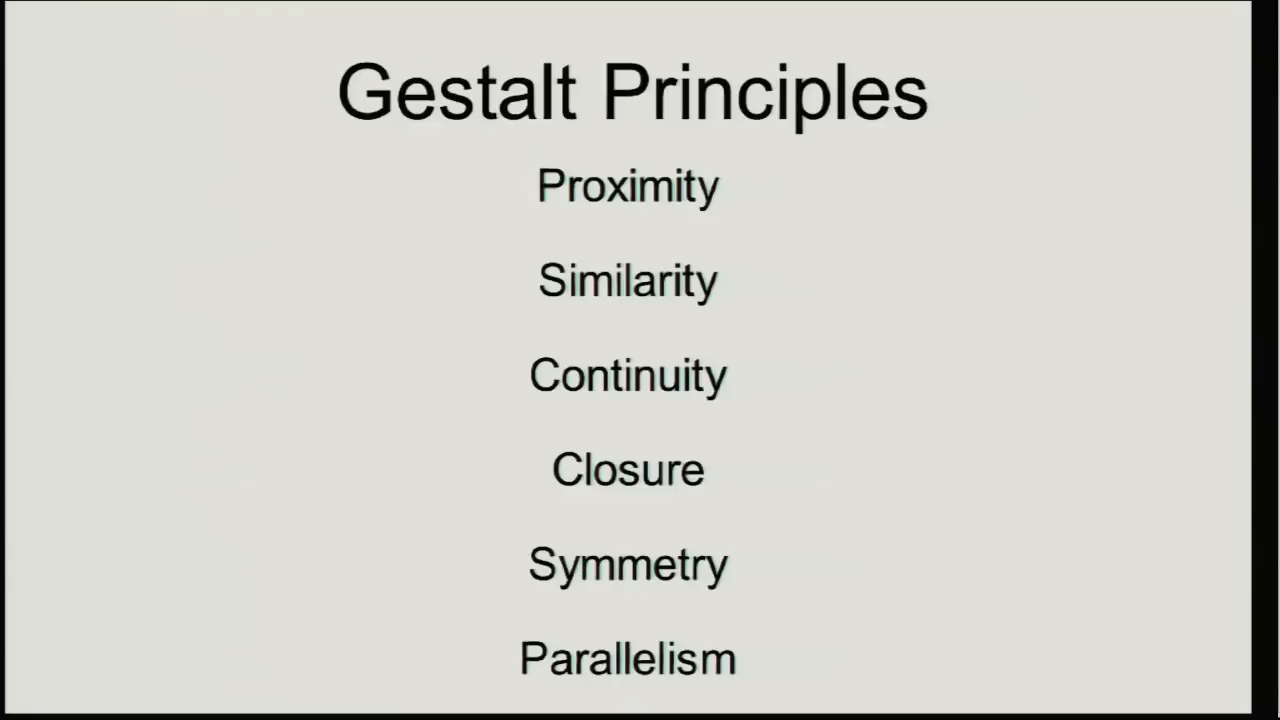 Gestalt Principles
Proximity
Similarity
Continuity
Closure
Symmetry
Parallelism